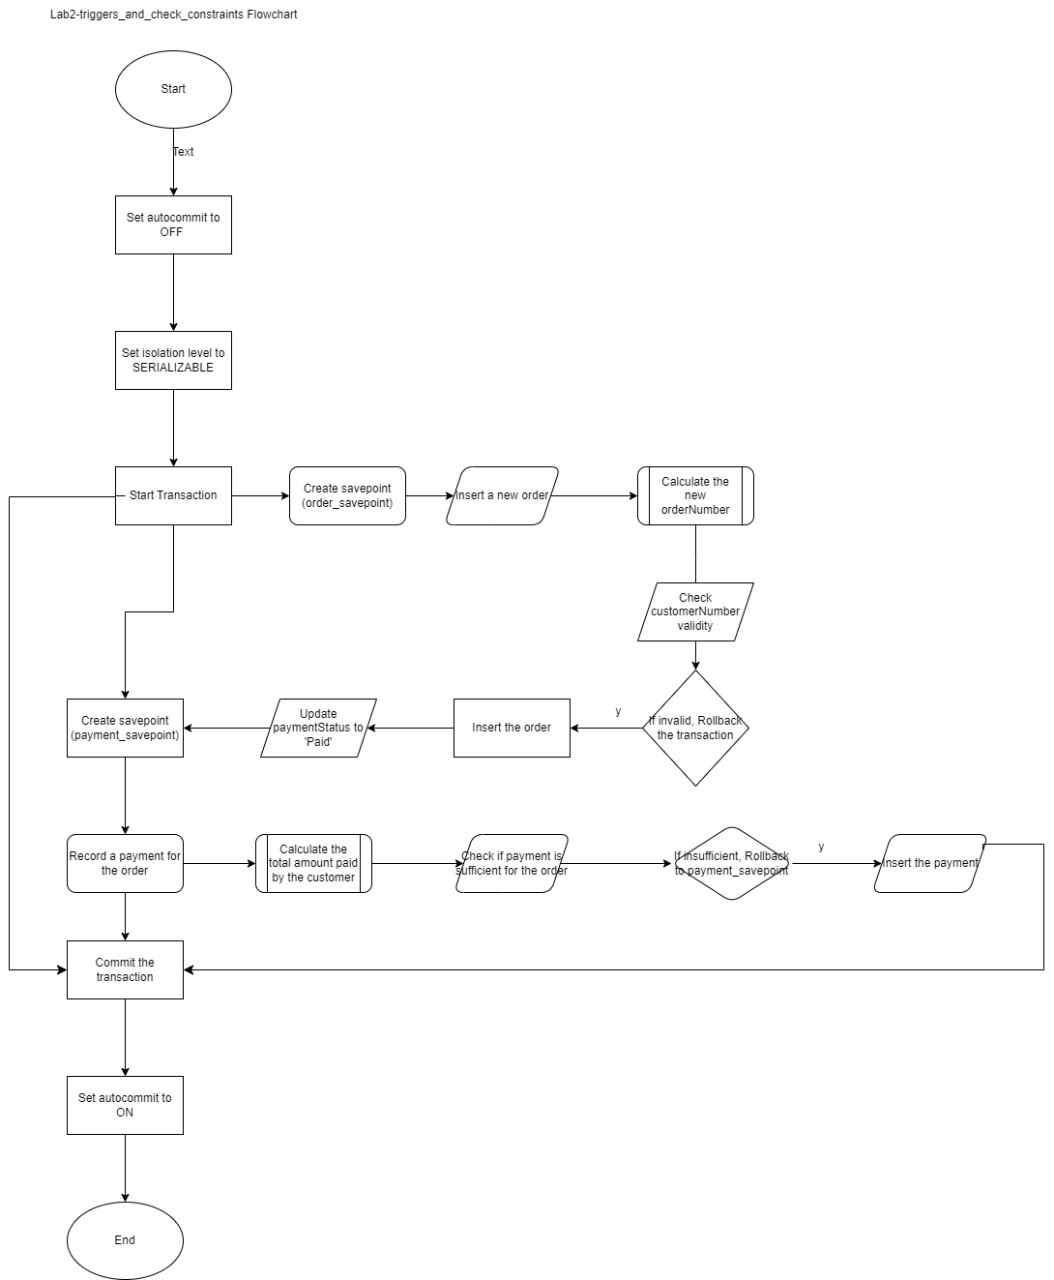 Lab2-triggers_and_check_constraints Flowchart
Start
Text
Set autocommit to
OFF
Set isolation level to
SERIALIZABLE
Start Transaction
Create savepoint
(order_savepoint)
Insert a new order
Calculate the
new
orderNumber
Check
customerNumber
validity
If invalid, Rollback
the transaction
y
Insert the order
Update
paymentStatus to
'Paid'
Create savepoint
(payment_savepoint)
Record a payment for
the order
Calculate the
total amount paid
by the customer
Check if payment is
sufficient for the order
If insufficient, Rollback
to payment_savepoint
y
Insert the payment
Commit the
transaction
Set autocommit to
ON
End